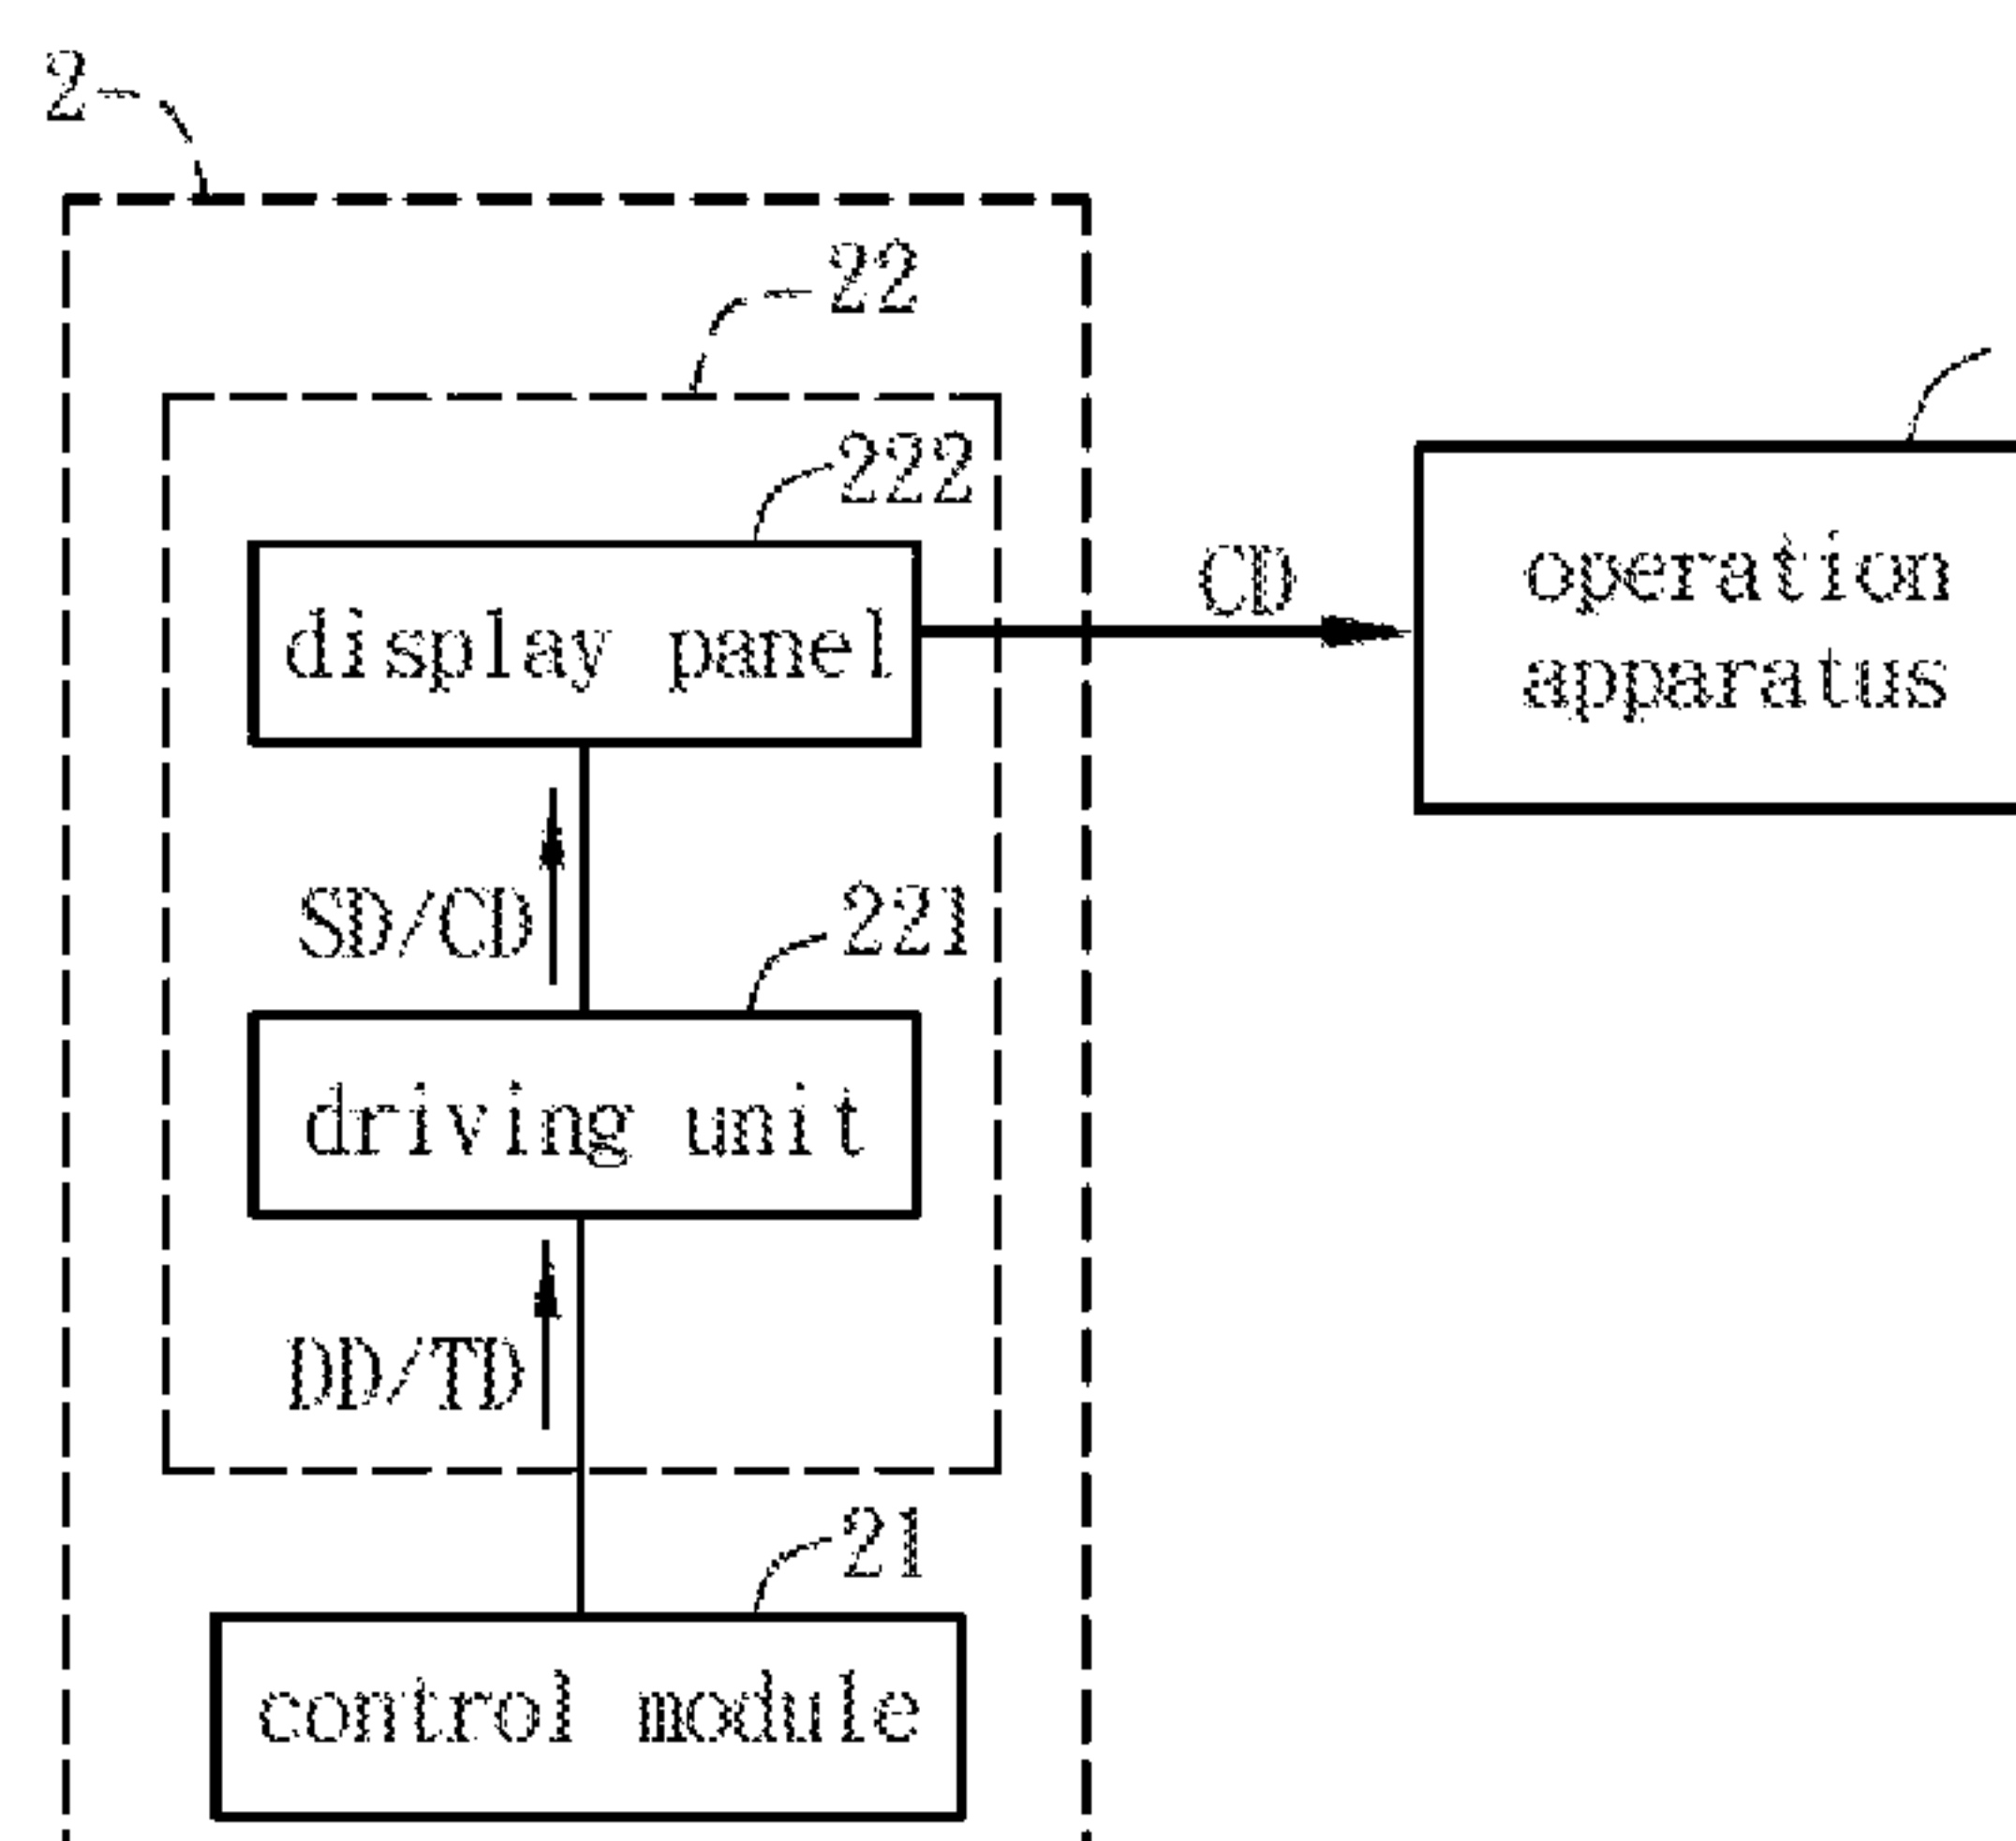 2
22
222
display panel
CD
operation
apparatus
SD/CD
221
driving unit
DD/TD
21
control module